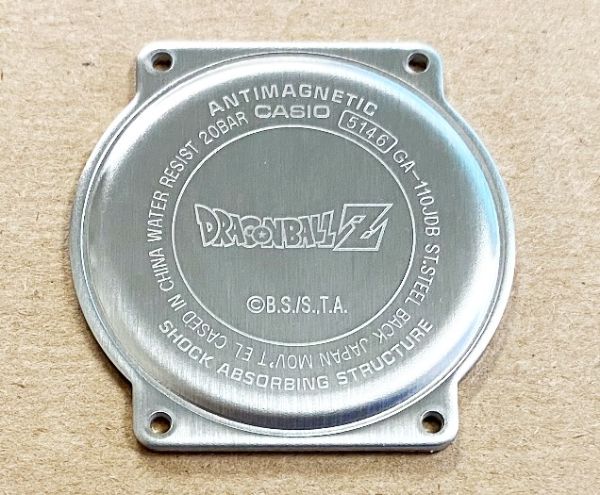 ANTIMAGNETIC
CASIO 5146 GA-110JDB ST.STEEL BACK JAPAN MOV'T EL CASED IN CHINA WATER RESIST 20BAR
SHOCK ABSORBING STRUCTURE
DRAGONBALL Z
©B.S./S.,T.A.